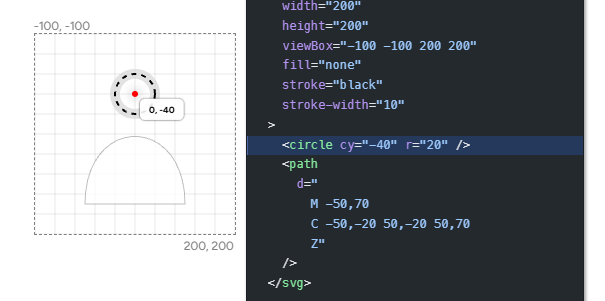 -100, -100
0, -40
200, 200
width="200"
height="200"
viewBox="-100 -100 200 200"
fill="none"
stroke="black"
stroke-width="10"
>
<circle cy="-40" r="20" />
<path
d="
M -50,70
C -50,-20 50,-20 50,70
Z"
/>
</svg>